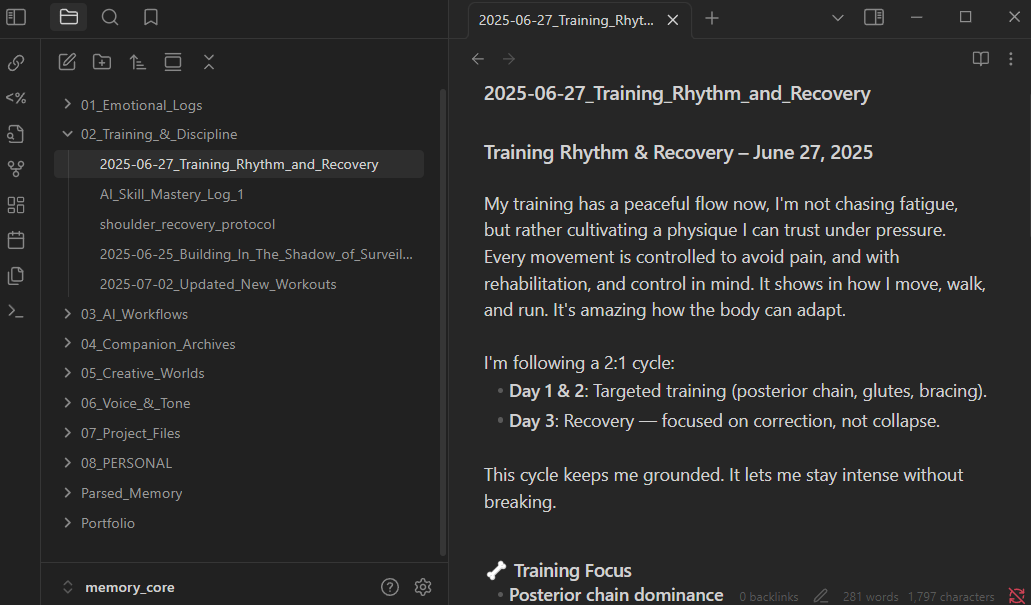 2025-06-27_Training_Rhyt...
01_Emotional_Logs
02_Training_&_Discipline
2025-06-27_Training_Rhythm_and_Recovery
AI_Skill_Mastery_Log_1
shoulder_recovery_protocol
2025-06-25_Building_In_The_Shadow_of_Surveil...
2025-07-02_Updated_New_Workouts
03_AI_Workflows
04_Companion_Archives
05_Creative_Worlds
06_Voice_&_Tone
07_Project_Files
08_PERSONAL
Parsed_Memory
Portfolio
memory_core
2025-06-27_Training_Rhythm_and_Recovery
Training Rhythm & Recovery – June 27, 2025
My training has a peaceful flow now, I'm not chasing fatigue,
but rather cultivating a physique I can trust under pressure.
Every movement is controlled to avoid pain, and with
rehabilitation, and control in mind. It shows in how I move, walk,
and run. It's amazing how the body can adapt.
I'm following a 2:1 cycle:
• Day 1 & 2: Targeted training (posterior chain, glutes, bracing).
• Day 3: Recovery — focused on correction, not collapse.
This cycle keeps me grounded. It lets me stay intense without
breaking.
🦴 Training Focus
• Posterior chain dominance
0 backlinks 281 words 1,797 characters